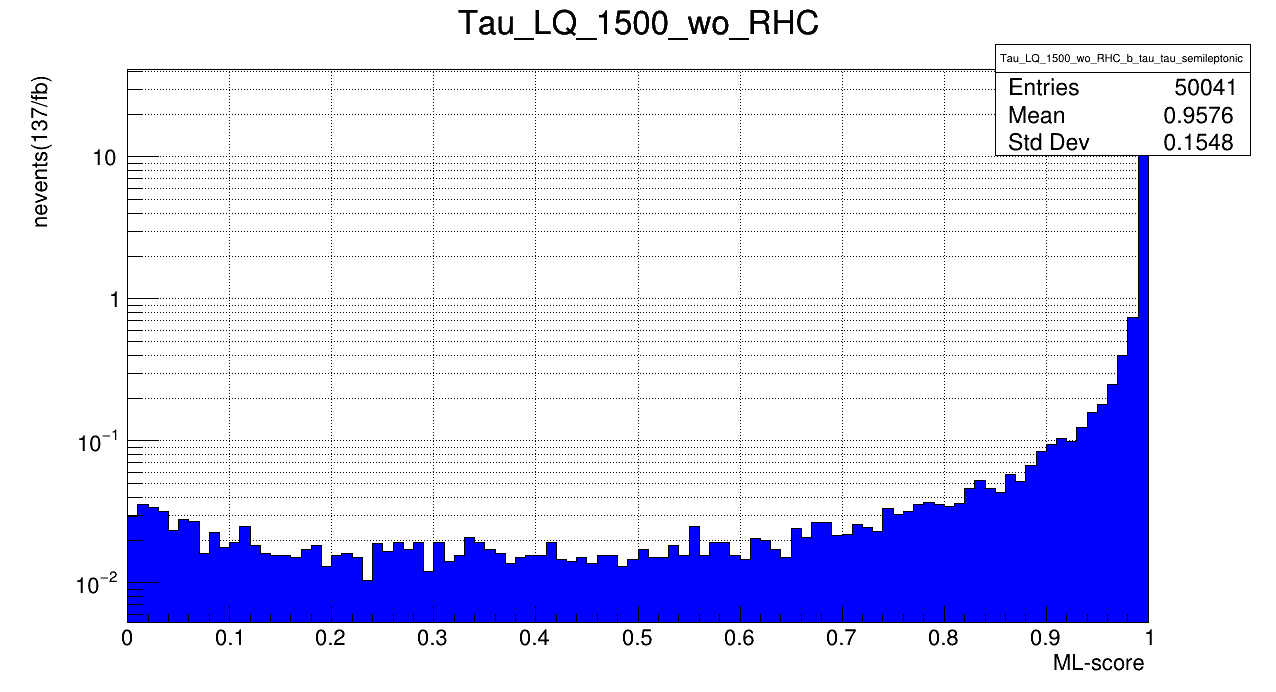 Tau_LQ_1500_wo_RHC
Tau_LQ_1500_wo_RHC_b_tau_tau_semileptonic
Entries 50041
Mean 0.9576
Std Dev 0.1548
nevents(137/fb)
10
1
10⁻¹
10⁻²
0 0.1 0.2 0.3 0.4 0.5 0.6 0.7 0.8 0.9 1
ML-score